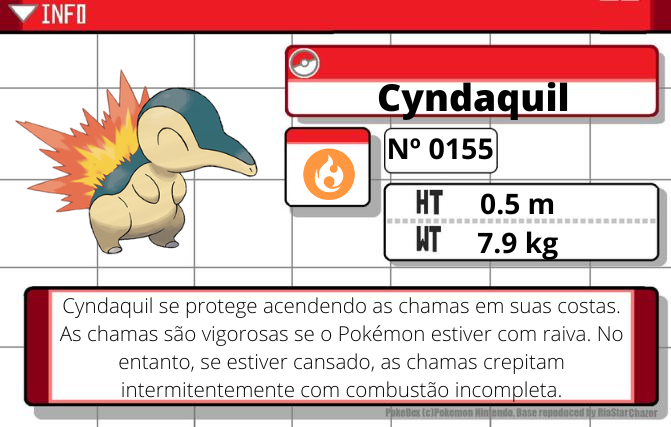 INFO
Cyndaquil
Nº 0155
HT 0.5 m
WT 7.9 kg
Cyndaquil se protege acendendo as chamas em suas costas.
As chamas são vigorosas se o Pokémon estiver com raiva. No
entanto, se estiver cansado, as chamas crepitam
intermitentemente com combustão incompleta.
PokeDex (c)Pokemon Nintendo. Base repoduced by RiaStarChazer